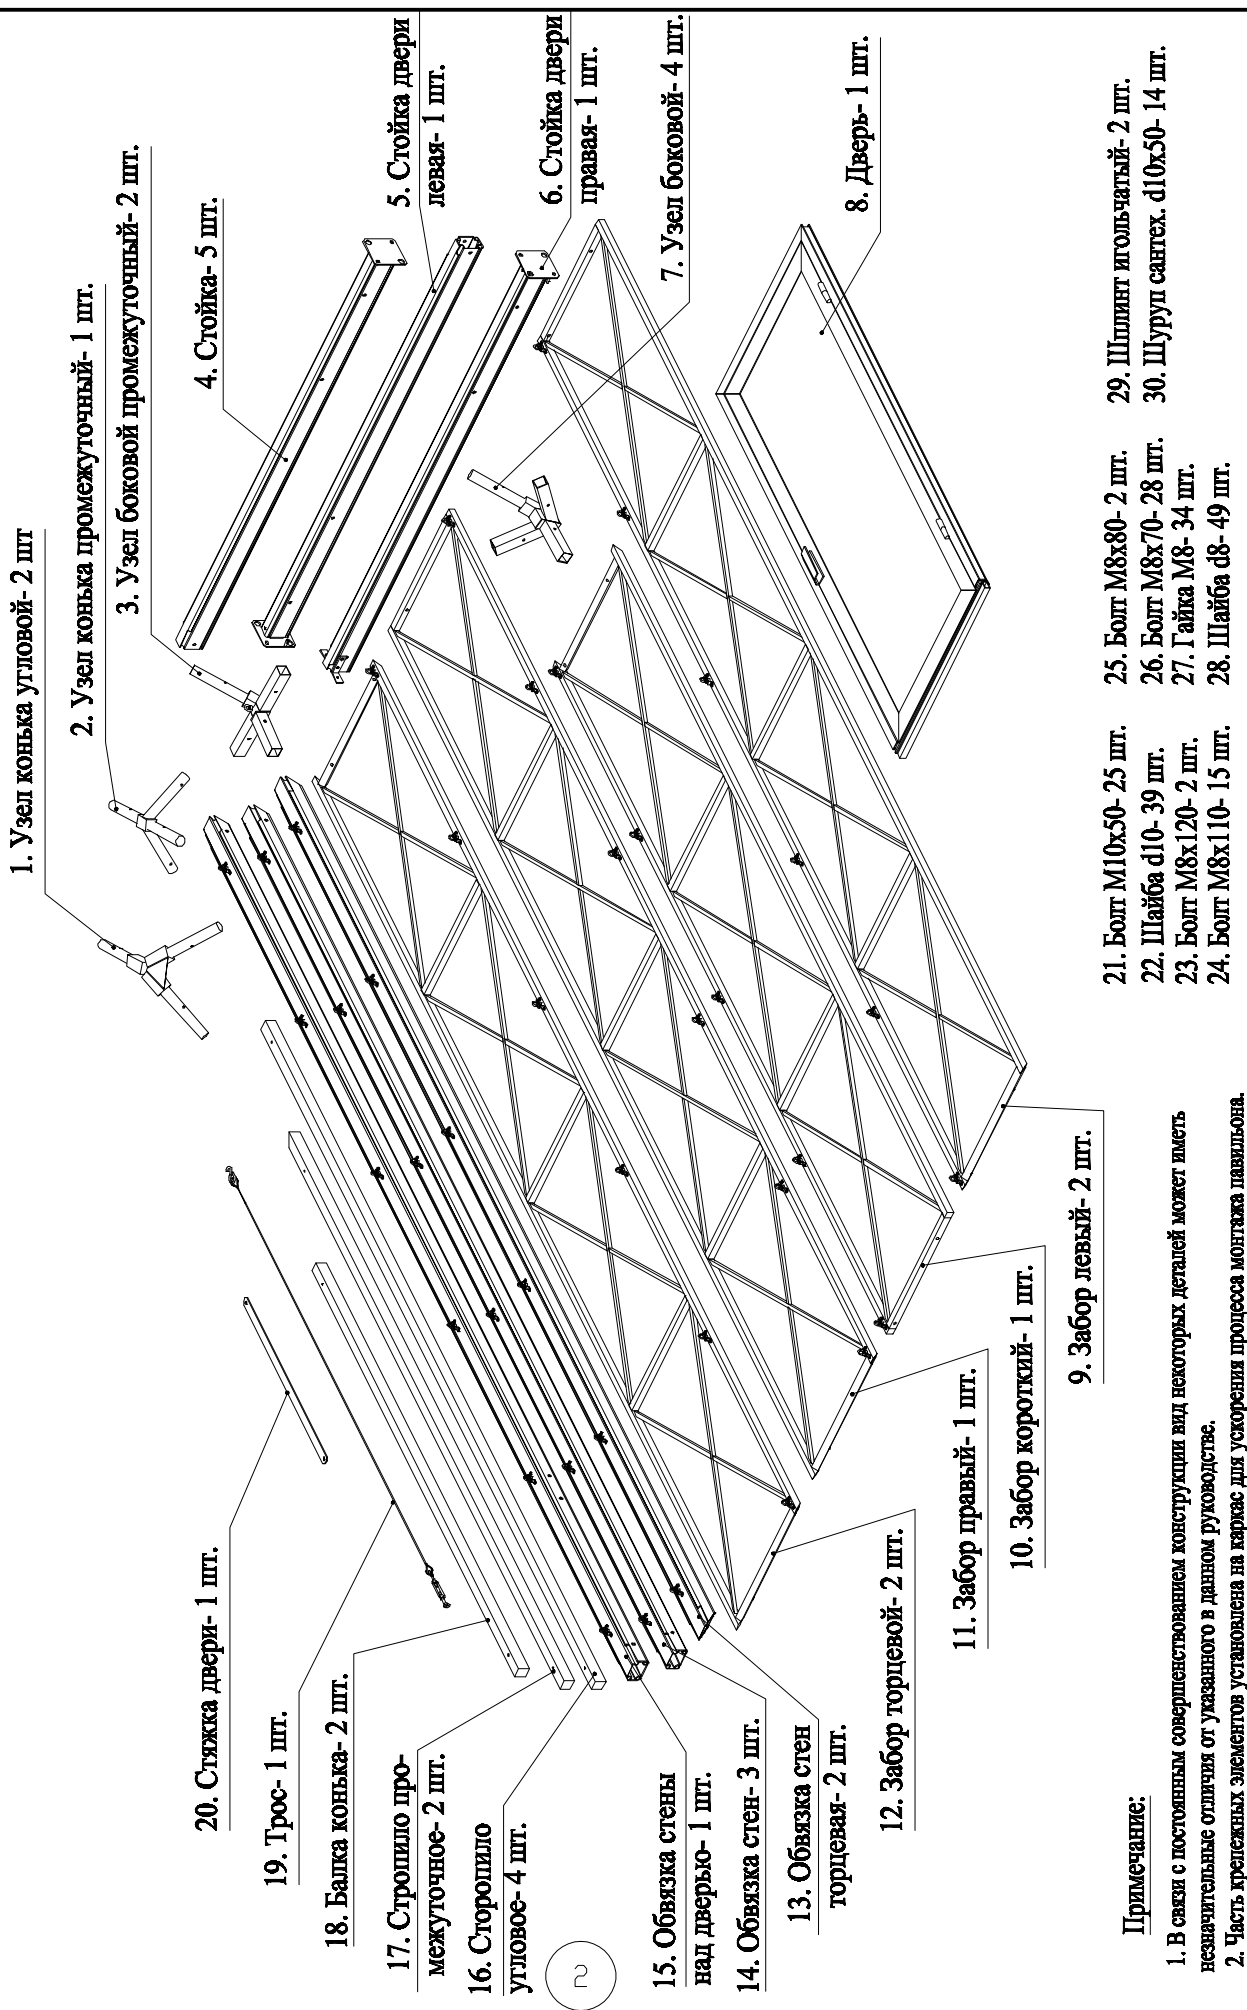 1. Узел конька угловой- 2 шт
2. Узел конька промежуточный- 1 шт.
3. Узел боковой промежуточный- 2 шт.
4. Стойка- 5 шт.
5. Стойка двери
левая- 1 шт.
6. Стойка двери
правая- 1 шт.
7. Узел боковой- 4 шт.
8. Дверь- 1 шт.
9. Забор левый- 2 шт.
10. Забор короткий- 1 шт.
11. Забор правый- 1 шт.
12. Забор торцевой- 2 шт.
13. Обвязка стен
торцевая- 2 шт.
14. Обвязка стен- 3 шт.
15. Обвязка стены
над дверью- 1 шт.
16. Сторопило
угловое- 4 шт.
17. Стропило про-
межуточное- 2 шт.
18. Балка конька- 2 шт.
19. Трос- 1 шт.
20. Стяжка двери- 1 шт.
21. Болт М10х50- 25 шт.
22. Шайба d10- 39 шт.
23. Болт М8х120- 2 шт.
24. Болт М8х110- 15 шт.
25. Болт М8х80- 2 шт.
26. Болт М8х70- 28 шт.
27. Гайка М8- 34 шт.
28. Шайба d8- 49 шт.
29. Шплинт игольчатый- 2 шт.
30. Шуруп сантех. d10х50- 14 шт.
Примечание:
1. В связи с постоянным совершенствованием конструкции вид некоторых деталей может иметь
незначительные отличия от указанного в данном руководстве.
2. Часть крепежных элементов установлена на каркас для ускорения процесса монтажа павильона.
2